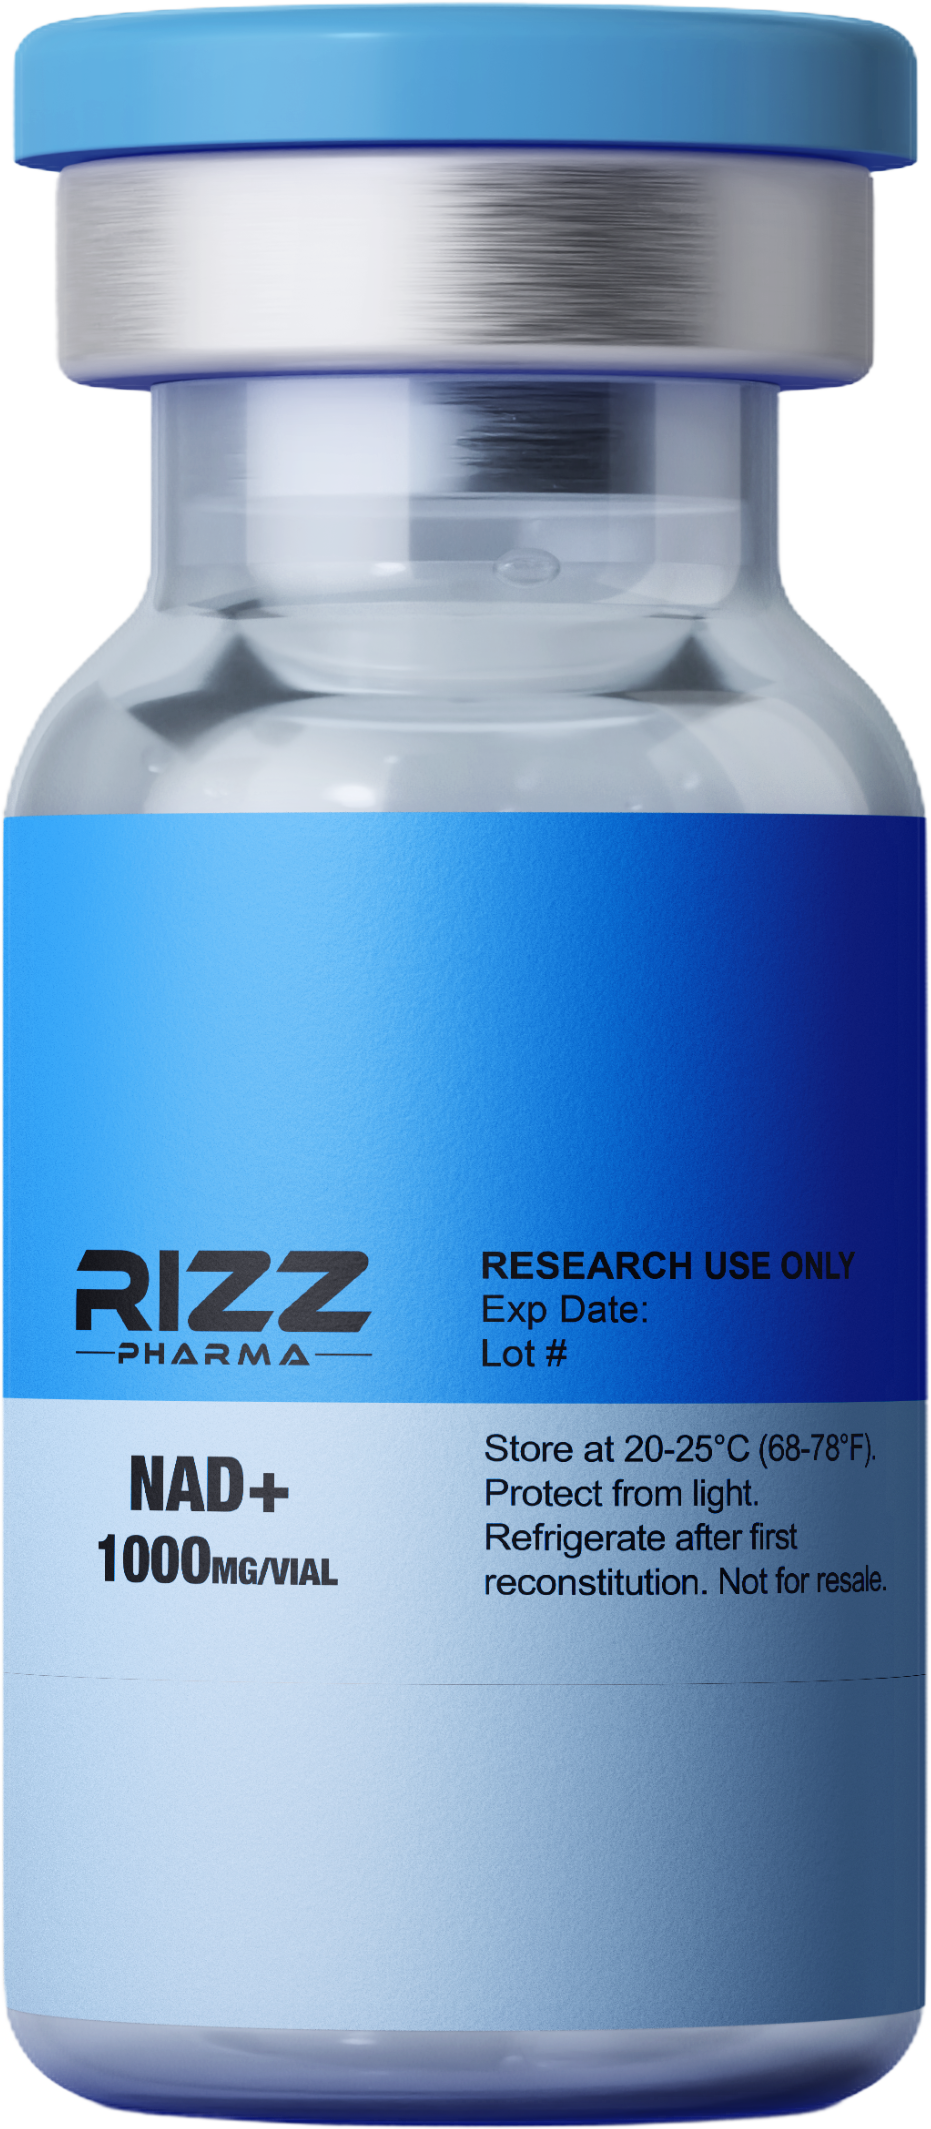 RIZZ
PHARMA
NAD+
1000MG/VIAL
RESEARCH USE ONLY
Exp Date:
Lot #
Store at 20-25°C (68-78°F).
Protect from light.
Refrigerate after first
reconstitution. Not for resale.